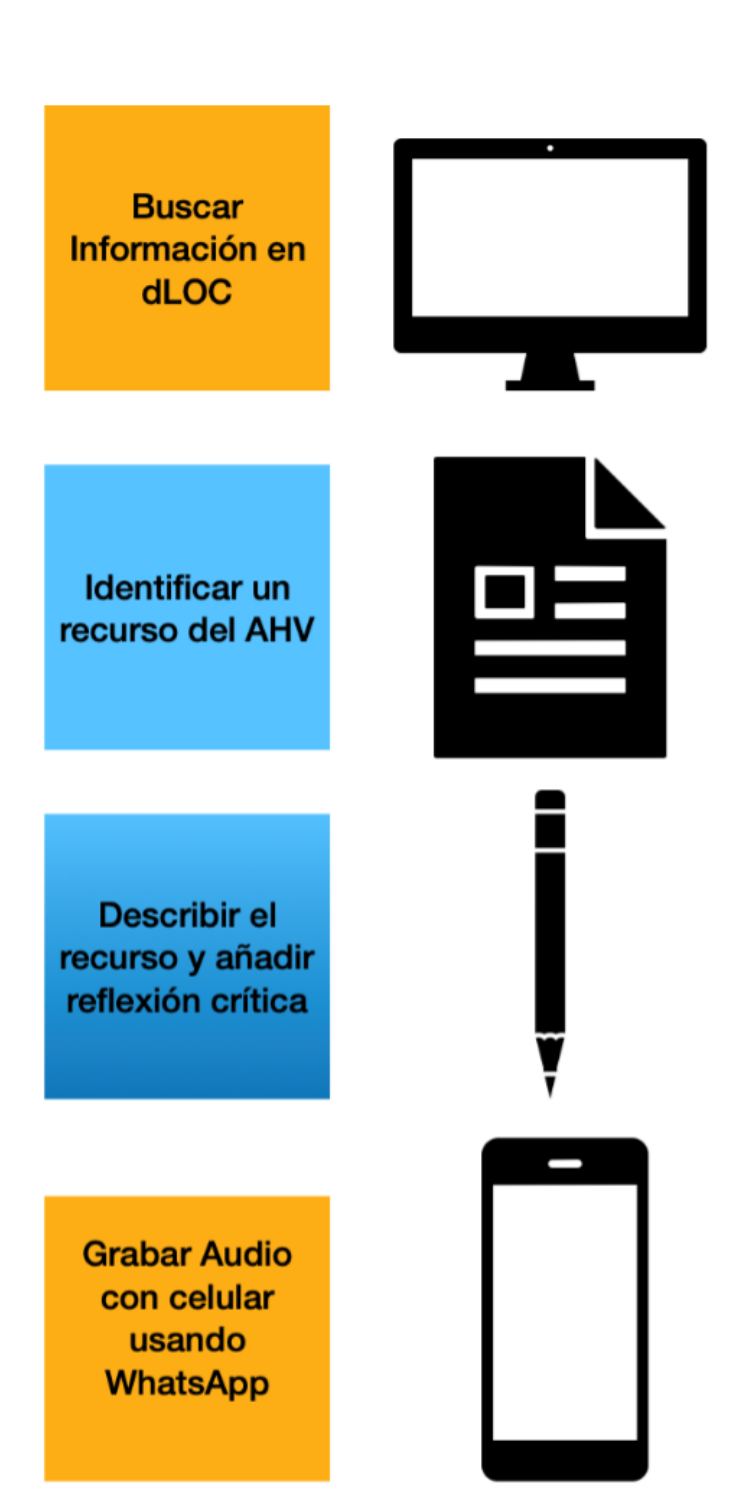 Buscar
Información en
dLOC
Identificar un
recurso del AHV
Describir el
recurso y añadir
reflexión crítica
Grabar Audio
con celular
usando
WhatsApp